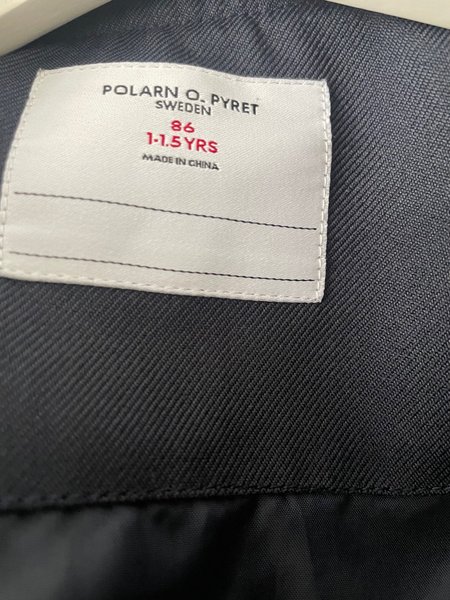 POLARN O. PYRET
SWEDEN
86
1-1.5 YRS
MADE IN CHINA